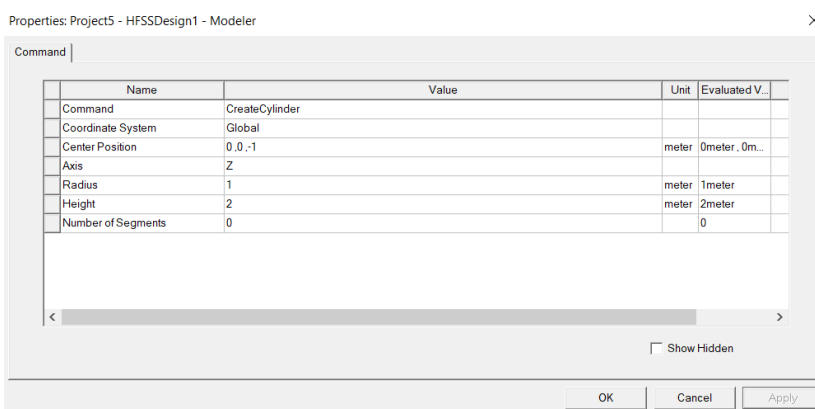 Properties: Project5 - HFSSDesign1 - Modeler
Command
Name Value Unit Evaluated V...
Command CreateCylinder
Coordinate System Global
Center Position 0 ,0 ,-1 meter 0meter , 0m...
Axis Z
Radius 1 meter 1meter
Height 2 meter 2meter
Number of Segments 0 0
Show Hidden
OK Cancel Apply